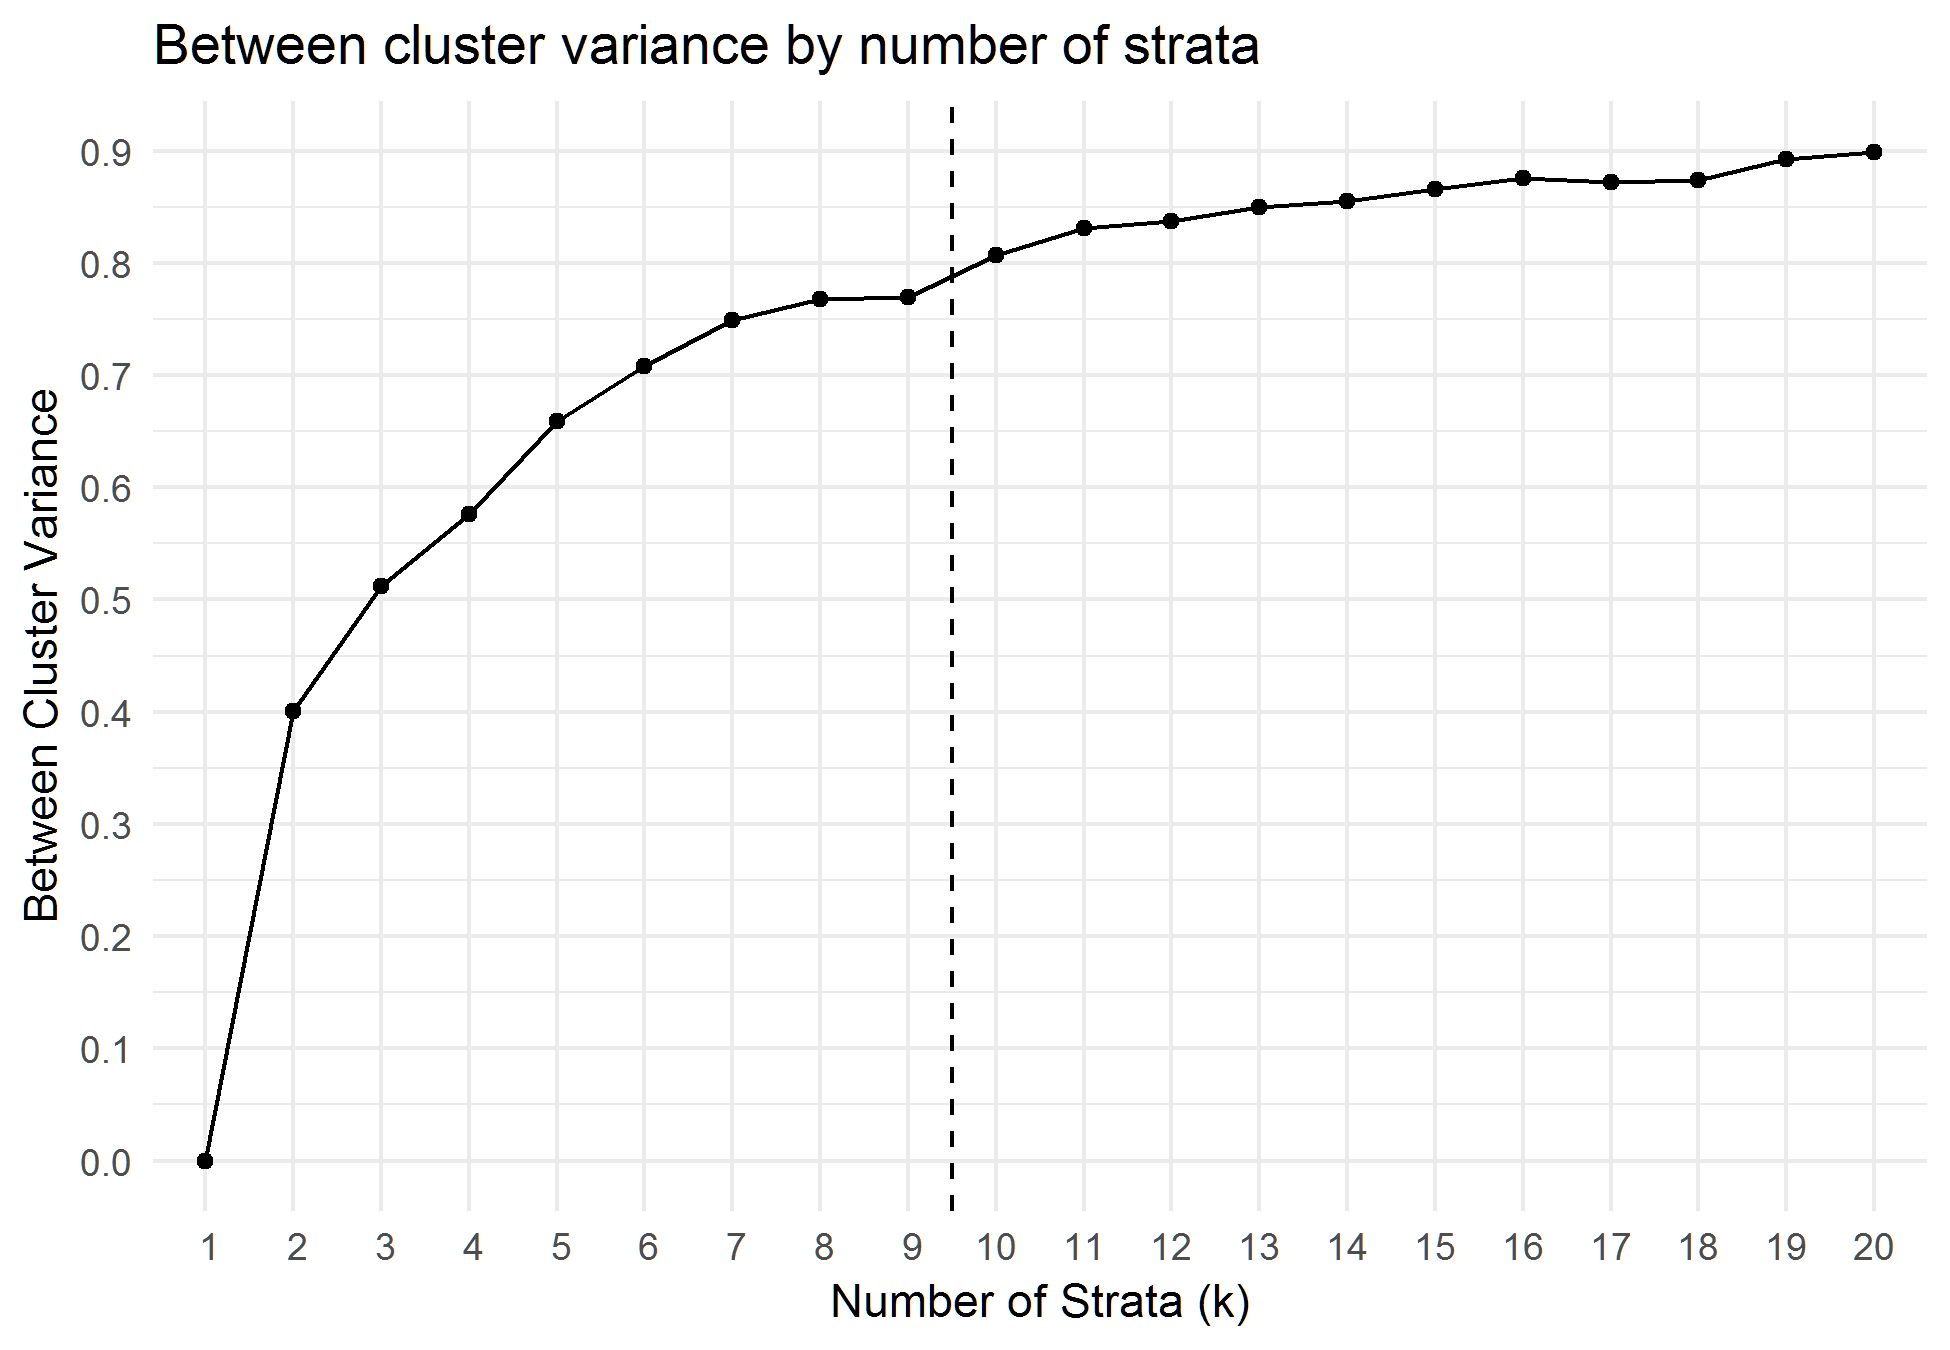 Between cluster variance by number of strata
Between Cluster Variance
0.9
0.8
0.7
0.6
0.5
0.4
0.3
0.2
0.1
0.0
1 2 3 4 5 6 7 8 9 10 11 12 13 14 15 16 17 18 19 20
Number of Strata (k)